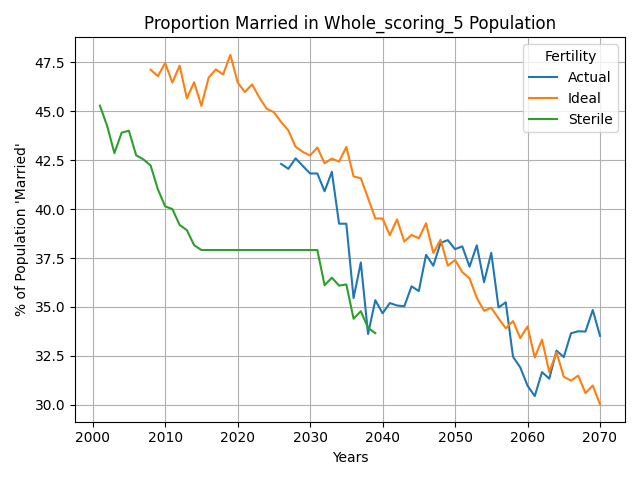 Proportion Married in Whole_scoring_5 Population
Fertility
Actual
Ideal
Sterile
% of Population 'Married'
47.5
45.0
42.5
40.0
37.5
35.0
32.5
30.0
2000 2010 2020 2030 2040 2050 2060 2070
Years